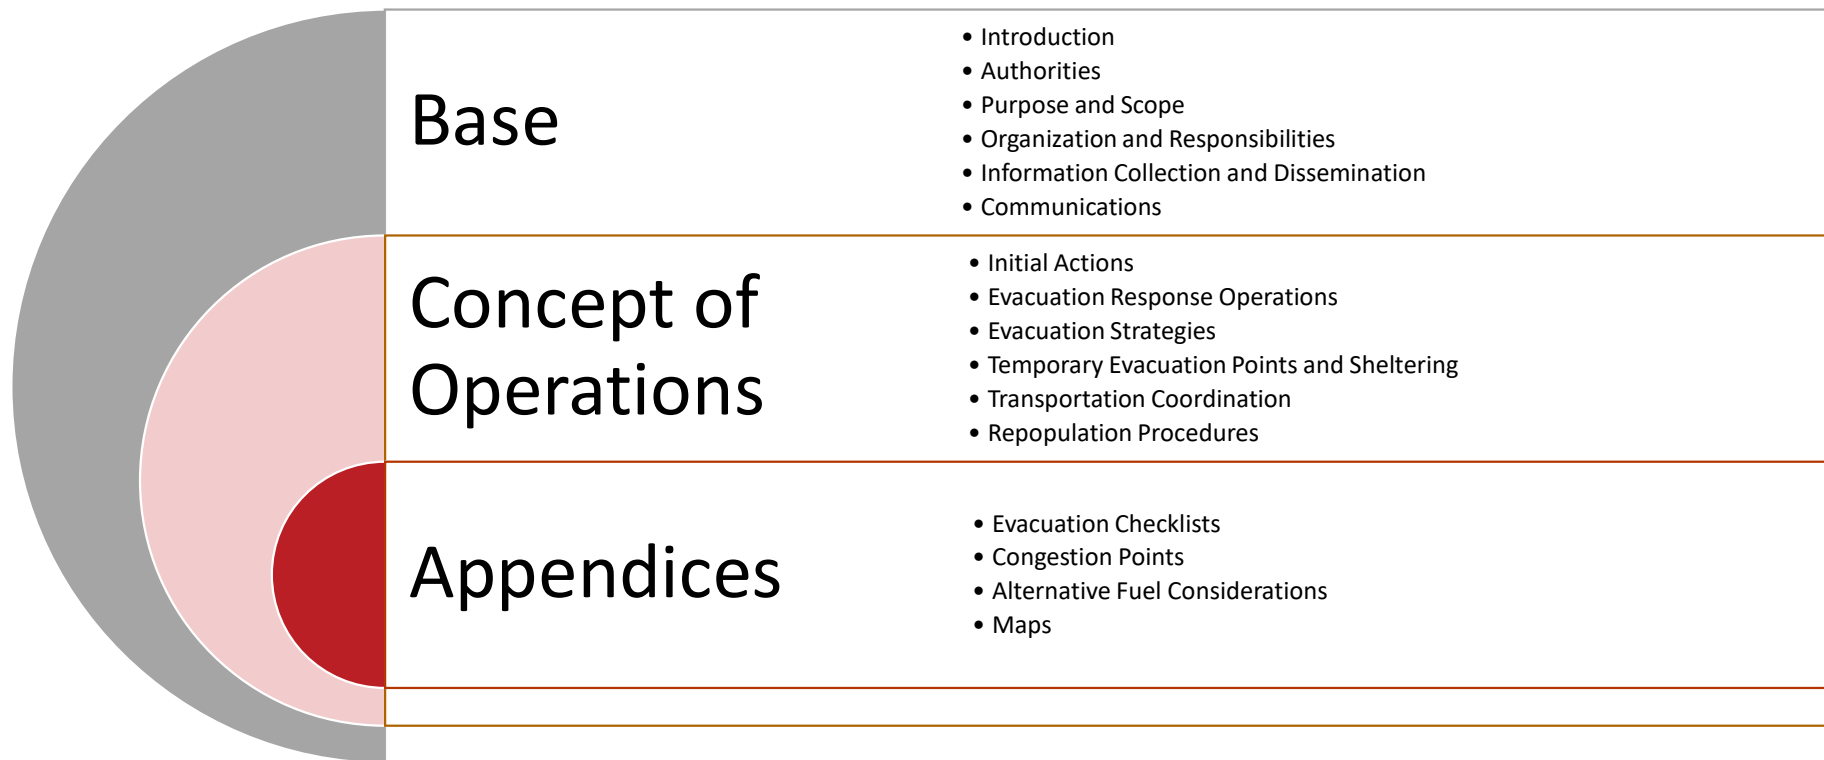 Base
• Introduction
• Authorities
• Purpose and Scope
• Organization and Responsibilities
• Information Collection and Dissemination
• Communications
Concept of
Operations
• Initial Actions
• Evacuation Response Operations
• Evacuation Strategies
• Temporary Evacuation Points and Sheltering
• Transportation Coordination
• Repopulation Procedures
Appendices
• Evacuation Checklists
• Congestion Points
• Alternative Fuel Considerations
• Maps